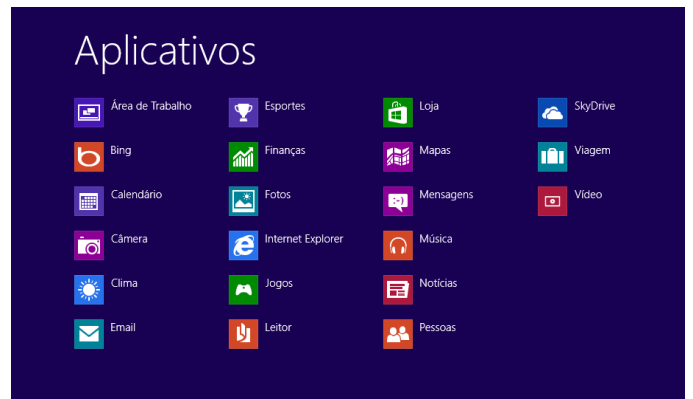 Aplicativos
Área de Trabalho
Bing
Calendário
Câmera
Clima
Email
Esportes
Finanças
Fotos
Internet Explorer
Jogos
Leitor
Loja
Mapas
Mensagens
Música
Notícias
Pessoas
SkyDrive
Viagem
Vídeo